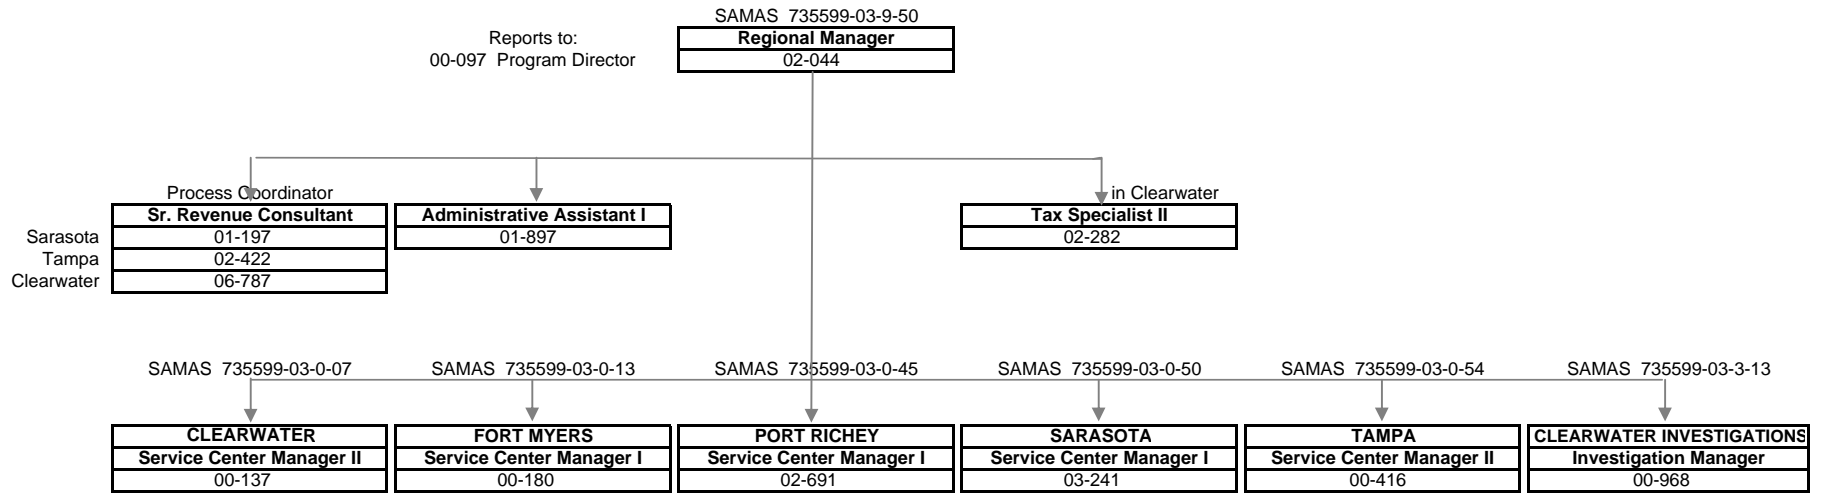 SAMAS 735599-03-9-50
Reports to:
Regional Manager
00-097 Program Director
02-044
Process Coordinator
in Clearwater
Sr. Revenue Consultant
Administrative Assistant I
Tax Specialist II
Sarasota
01-197
01-897
02-282
Tampa
02-422
Clearwater
06-787
SAMAS 735599-03-0-07
SAMAS 735599-03-0-13
SAMAS 735599-03-0-45
SAMAS 735599-03-0-50
SAMAS 735599-03-0-54
SAMAS 735599-03-3-13
CLEARWATER
FORT MYERS
PORT RICHEY
SARASOTA
TAMPA
CLEARWATER INVESTIGATIONS
Service Center Manager II
Service Center Manager I
Service Center Manager I
Service Center Manager I
Service Center Manager II
Investigation Manager
00-137
00-180
02-691
03-241
00-416
00-968